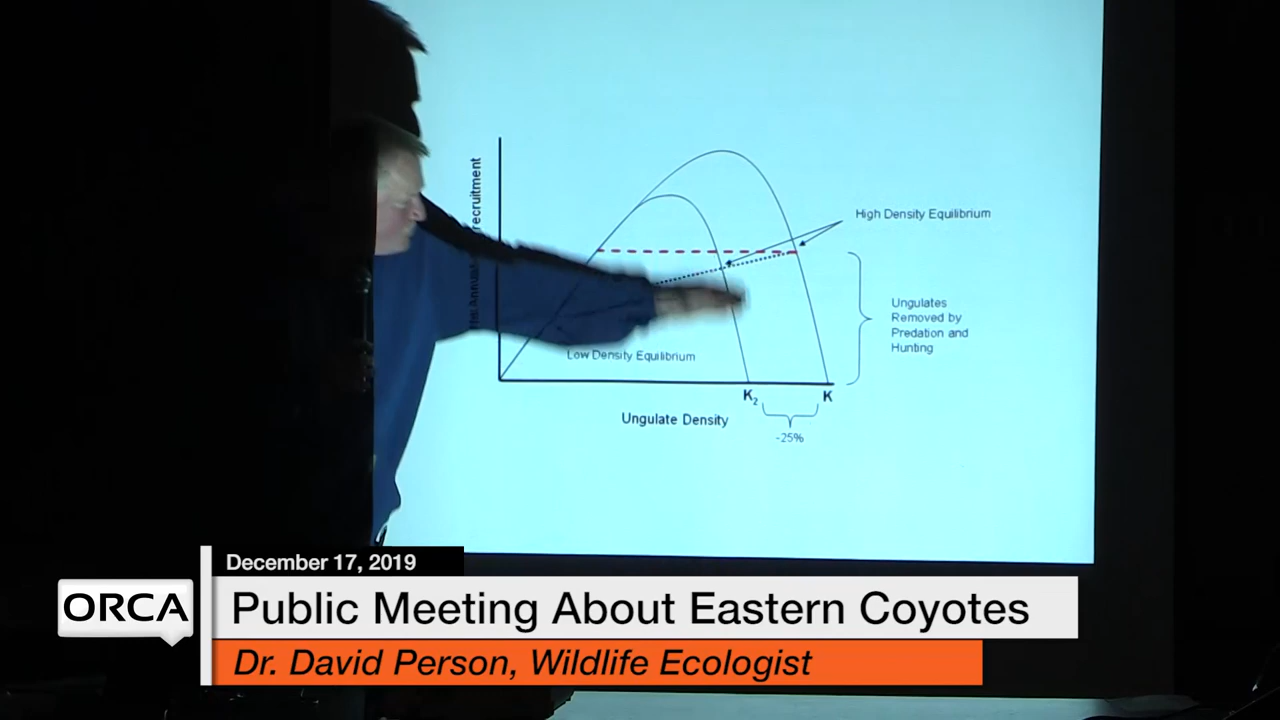 recruitment
High Density Equilibrium
Ungulates
Removed by
Predation and
Hunting
Low Density Equilibrium
K2
K
Ungulate Density
-25%
December 17, 2019
ORCA
Public Meeting About Eastern Coyotes
Dr. David Person, Wildlife Ecologist